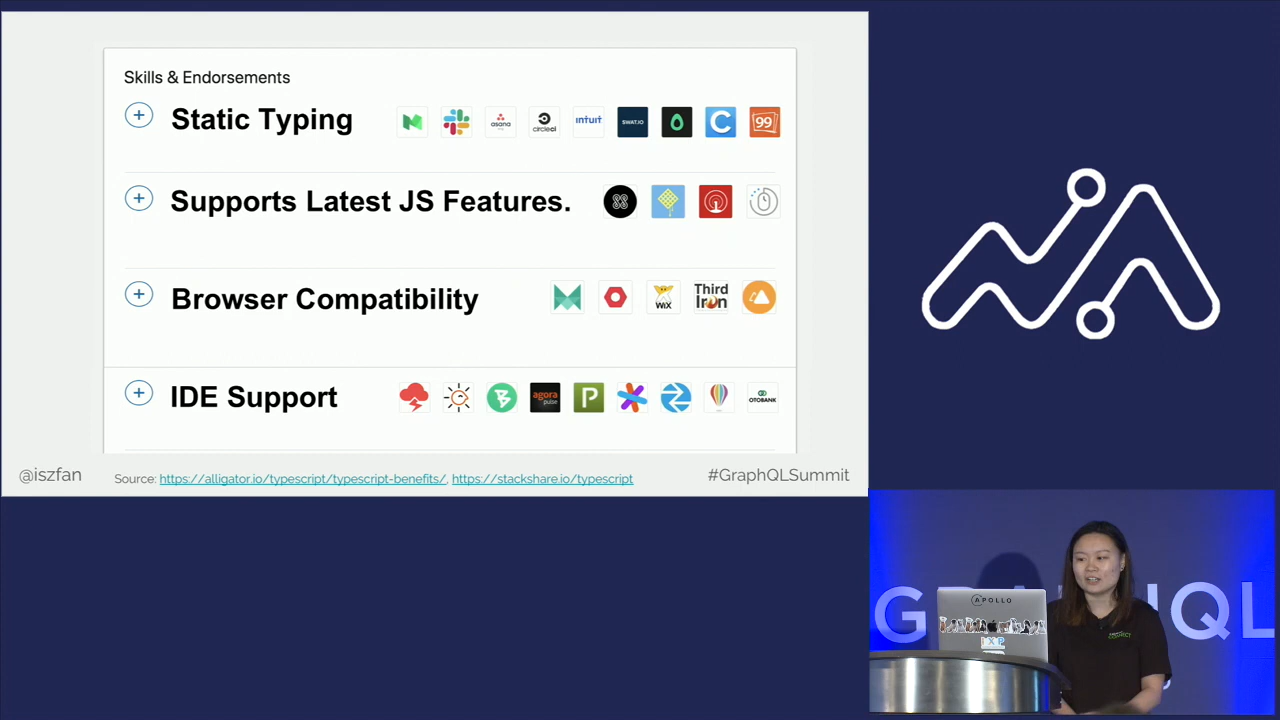 Skills & Endorsements
Static Typing
asana
circleci
intuit
SWAT.IO
C
99
Supports Latest JS Features.
Browser Compatibility
WiX
Third
Iron
IDE Support
agora
pulse
P
OTOBANK
@iszfan
Source: https://alligator.io/typescript/typescript-benefits/, https://stackshare.io/typescript
#GraphQLSummit
APOLLO